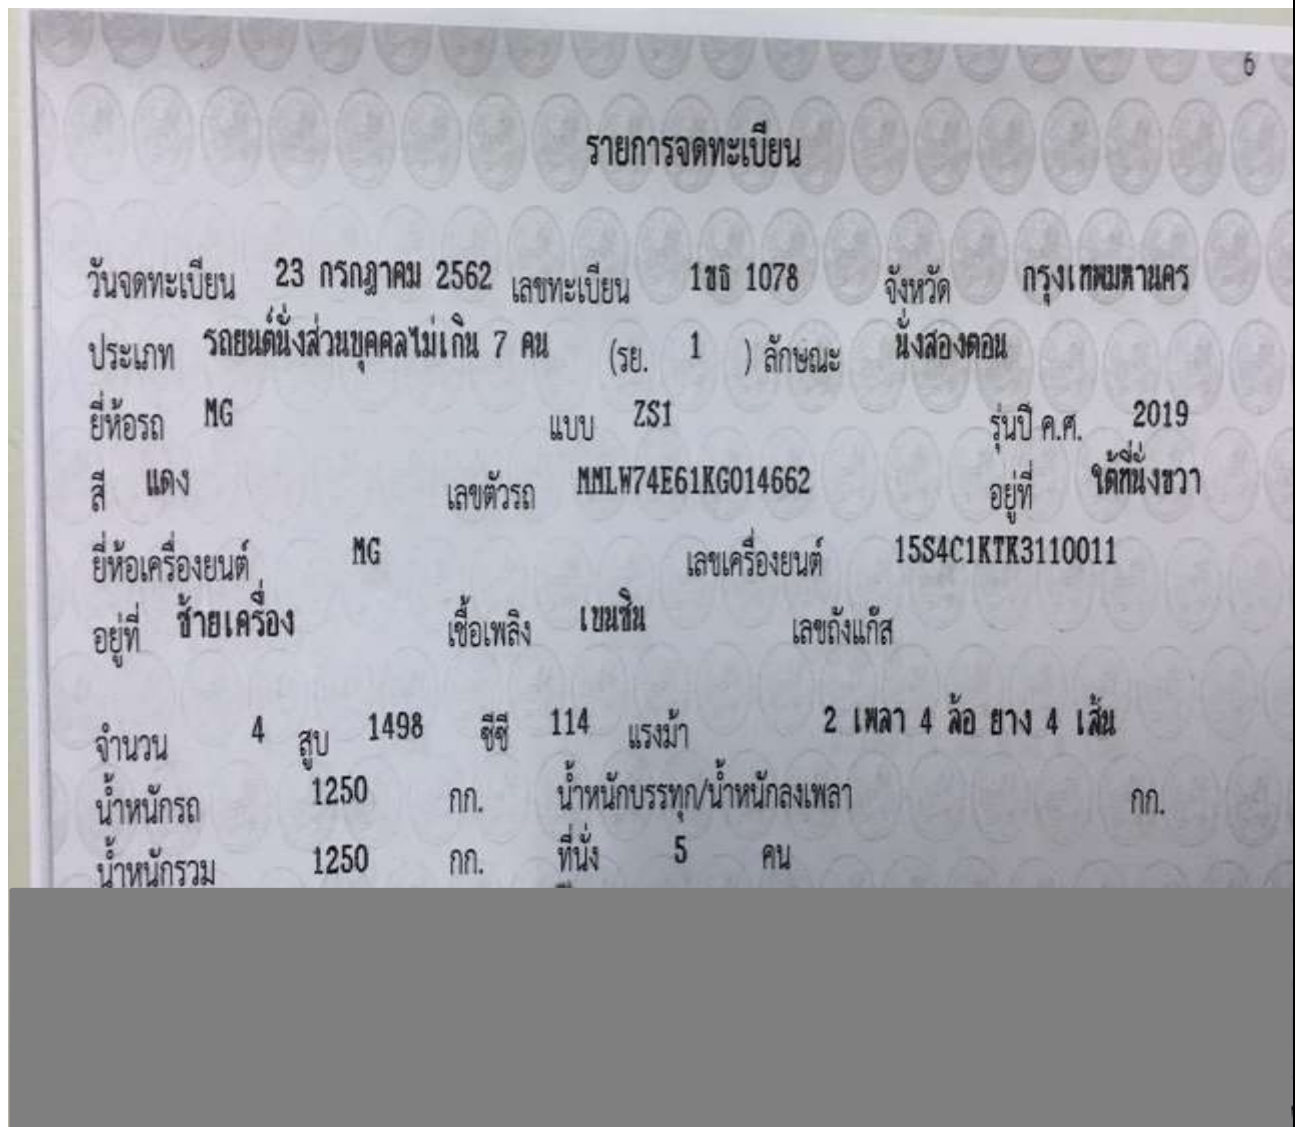 6
รายการจดทะเบียน
วันจดทะเบียน 23 กรกฎาคม 2562 เลขทะเบียน 1ขธ 1078 จังหวัด กรุงเทพมหานคร
ประเภท รถยนต์นั่งส่วนบุคคลไม่เกิน 7 คน (รย. 1 ) ลักษณะ นั่งสองตอน
ยี่ห้อรถ MG แบบ ZS1 รุ่นปี ค.ศ. 2019
สี แดง เลขตัวรถ MMLW74E61KG014662 อยู่ที่ ใต้ที่นั่งขวา
ยี่ห้อเครื่องยนต์ MG เลขเครื่องยนต์ 15S4C1KTK3110011
อยู่ที่ ซ้ายเครื่อง เชื้อเพลิง เบนซิน เลขถังแก๊ส
จำนวน 4 สูบ 1498 ซีซี 114 แรงม้า 2 เพลา 4 ล้อ ยาง 4 เส้น
น้ำหนักรถ 1250 กก. น้ำหนักบรรทุก/น้ำหนักลงเพลา กก.
น้ำหนักรวม 1250 กก. ที่นั่ง 5 คน